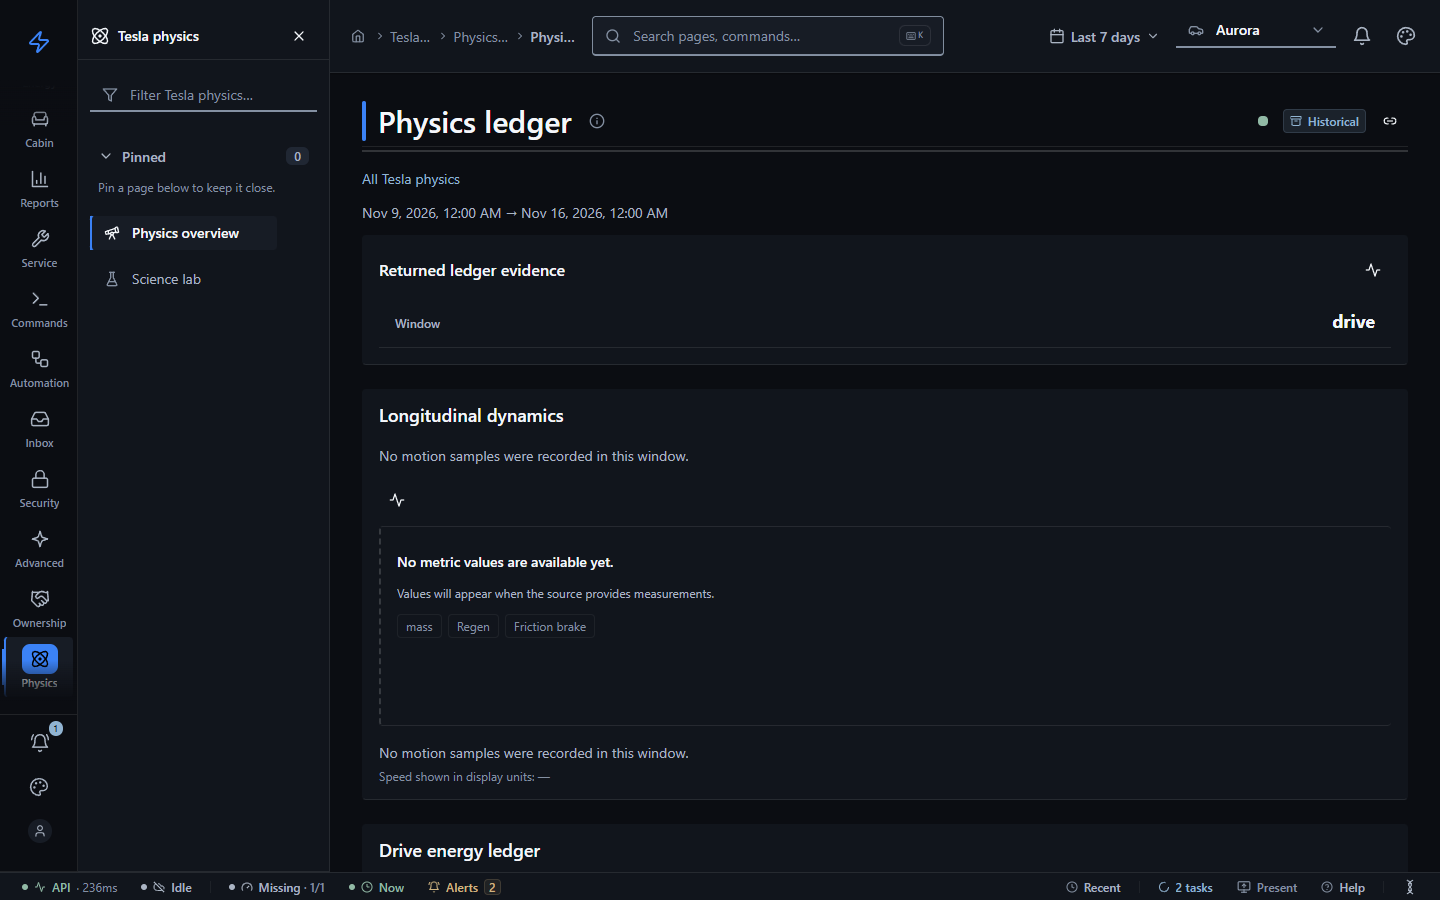 Tesla physics
Tesla...
Physics...
Physi...
Search pages, commands...
K
Last 7 days
Aurora
Cabin
Reports
Service
Commands
Automation
Inbox
Security
Advanced
Ownership
Physics
1
Filter Tesla physics...
Pinned
0
Pin a page below to keep it close.
Physics overview
Science lab
Physics ledger
Historical
All Tesla physics
Nov 9, 2026, 12:00 AM → Nov 16, 2026, 12:00 AM
Returned ledger evidence
Window
drive
Longitudinal dynamics
No motion samples were recorded in this window.
No metric values are available yet.
Values will appear when the source provides measurements.
mass
Regen
Friction brake
No motion samples were recorded in this window.
Speed shown in display units: —
Drive energy ledger
API · 236ms
Idle
Missing · 1/1
Now
Alerts 2
Recent
2 tasks
Present
Help